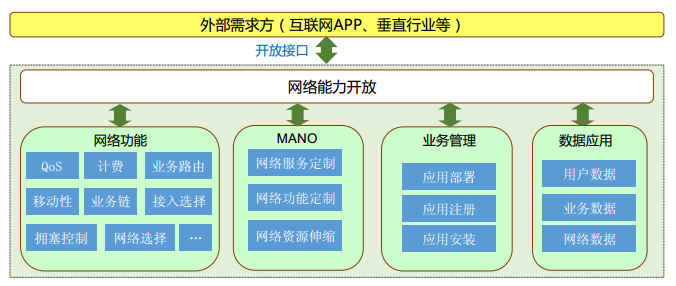 外部需求方（互联网APP、垂直行业等）
开放接口
网络能力开放
网络功能
QoS
计费
业务路由
移动性
业务链
接入选择
拥塞控制
网络选择
…
MANO
网络服务定制
网络功能定制
网络资源伸缩
业务管理
应用部署
应用注册
应用安装
数据应用
用户数据
业务数据
网络数据